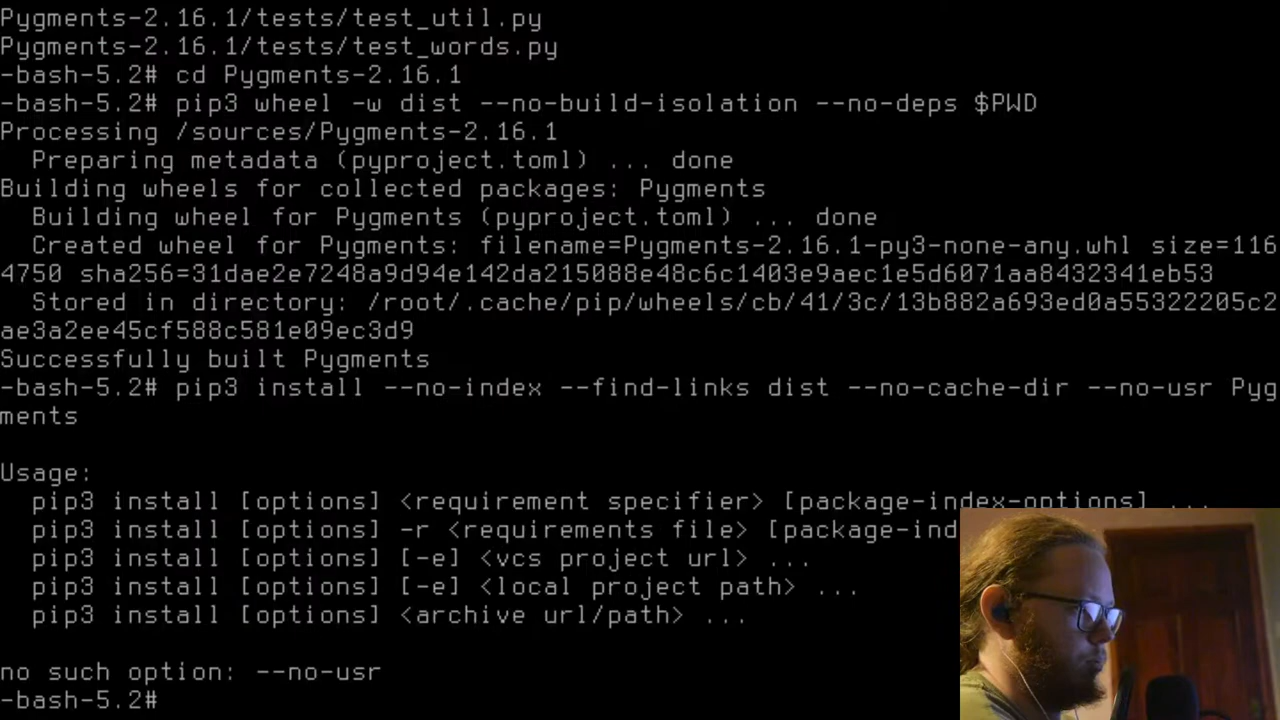 Pygments-2.16.1/tests/test_util.py
Pygments-2.16.1/tests/test_words.py
-bash-5.2# cd Pygments-2.16.1
-bash-5.2# pip3 wheel -w dist --no-build-isolation --no-deps $PWD
Processing /sources/Pygments-2.16.1
  Preparing metadata (pyproject.toml) ... done
Building wheels for collected packages: Pygments
  Building wheel for Pygments (pyproject.toml) ... done
  Created wheel for Pygments: filename=Pygments-2.16.1-py3-none-any.whl size=116
4750 sha256=31dae2e7248a9d94e142da215088e48c6c1403e9aec1e5d6071aa8432341eb53
  Stored in directory: /root/.cache/pip/wheels/cb/41/3c/13b882a693ed0a55322205c2
ae3a2ee45cf588c581e09ec3d9
Successfully built Pygments
-bash-5.2# pip3 install --no-index --find-links dist --no-cache-dir --no-usr Pyg
ments
Usage:
  pip3 install [options] <requirement specifier> [package-index-options] ...
  pip3 install [options] -r <requirements file> [package-ind
  pip3 install [options] [-e] <vcs project url> ...
  pip3 install [options] [-e] <local project path> ...
  pip3 install [options] <archive url/path> ...
no such option: --no-usr
-bash-5.2#